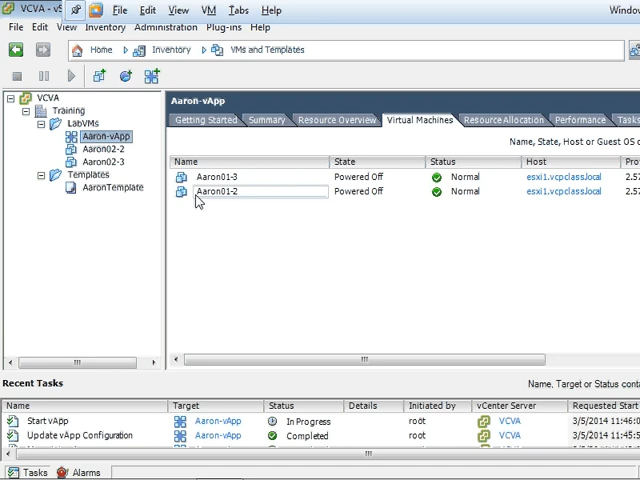 VCVA - vS File Edit View VM Tabs Help Window
File Edit View Inventory Administration Plug-ins Help
Home Inventory VMs and Templates
VCVA
Training
LabVMs
Aaron-vApp
Aaron02-2
Aaron02-3
Templates
AaronTemplate
Aaron-vApp
Getting Started Summary Resource Overview Virtual Machines Resource Allocation Performance Tasks
Name, State, Host or Guest OS c
Name State Status Host Pro
Aaron01-3 Powered Off Normal esxi1.vcpclass.local 2.57
Aaron01-2 Powered Off Normal esxi1.vcpclass.local 2.57
Recent Tasks Name, Target or Status conta
Name Target Status Details Initiated by vCenter Server Requested Start
Start vApp Aaron-vApp In Progress root VCVA 3/5/2014 11:46:0
Update vApp Configuration Aaron-vApp Completed root VCVA 3/5/2014 11:45:5
Tasks Alarms